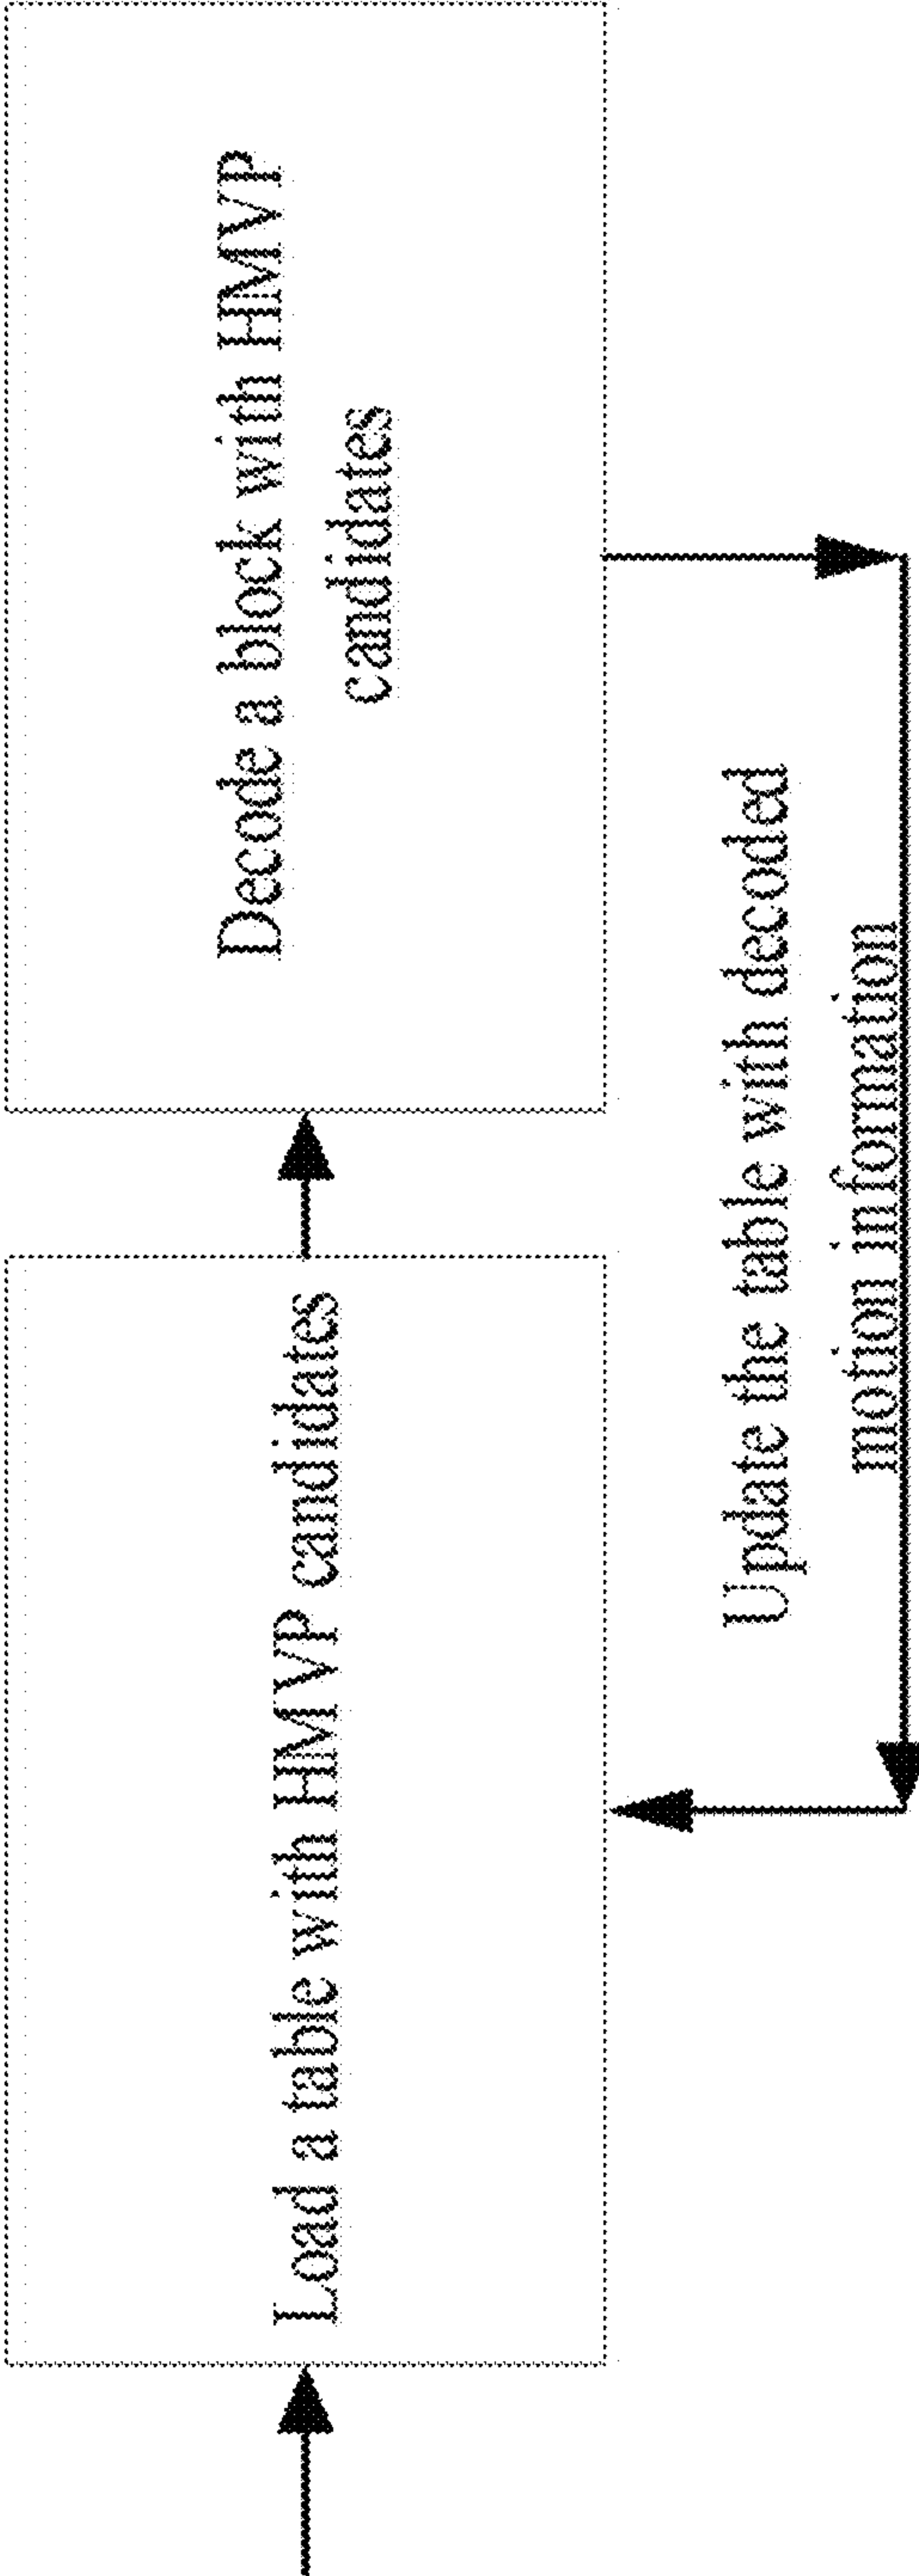 Load a table with HMVP candidates
Decode a block with HMVP
candidates
Update the table with decoded
motion information